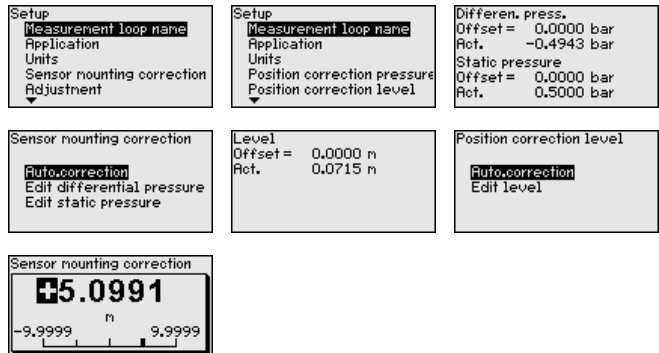 Setup
Measurement loop name
Application
Units
Sensor mounting correction
Adjustment
Setup
Measurement loop name
Application
Units
Position correction pressure
Position correction level
Differen. press.
Offset = 0.0000 bar
Act. -0.4943 bar
Static pressure
Offset = 0.0000 bar
Act. 0.5000 bar
Sensor mounting correction
Auto.correction
Edit differential pressure
Edit static pressure
Level
Offset = 0.0000 m
Act. 0.0715 m
Position correction level
Auto.correction
Edit level
Sensor mounting correction
+5.0991
m
-9.9999 9.9999